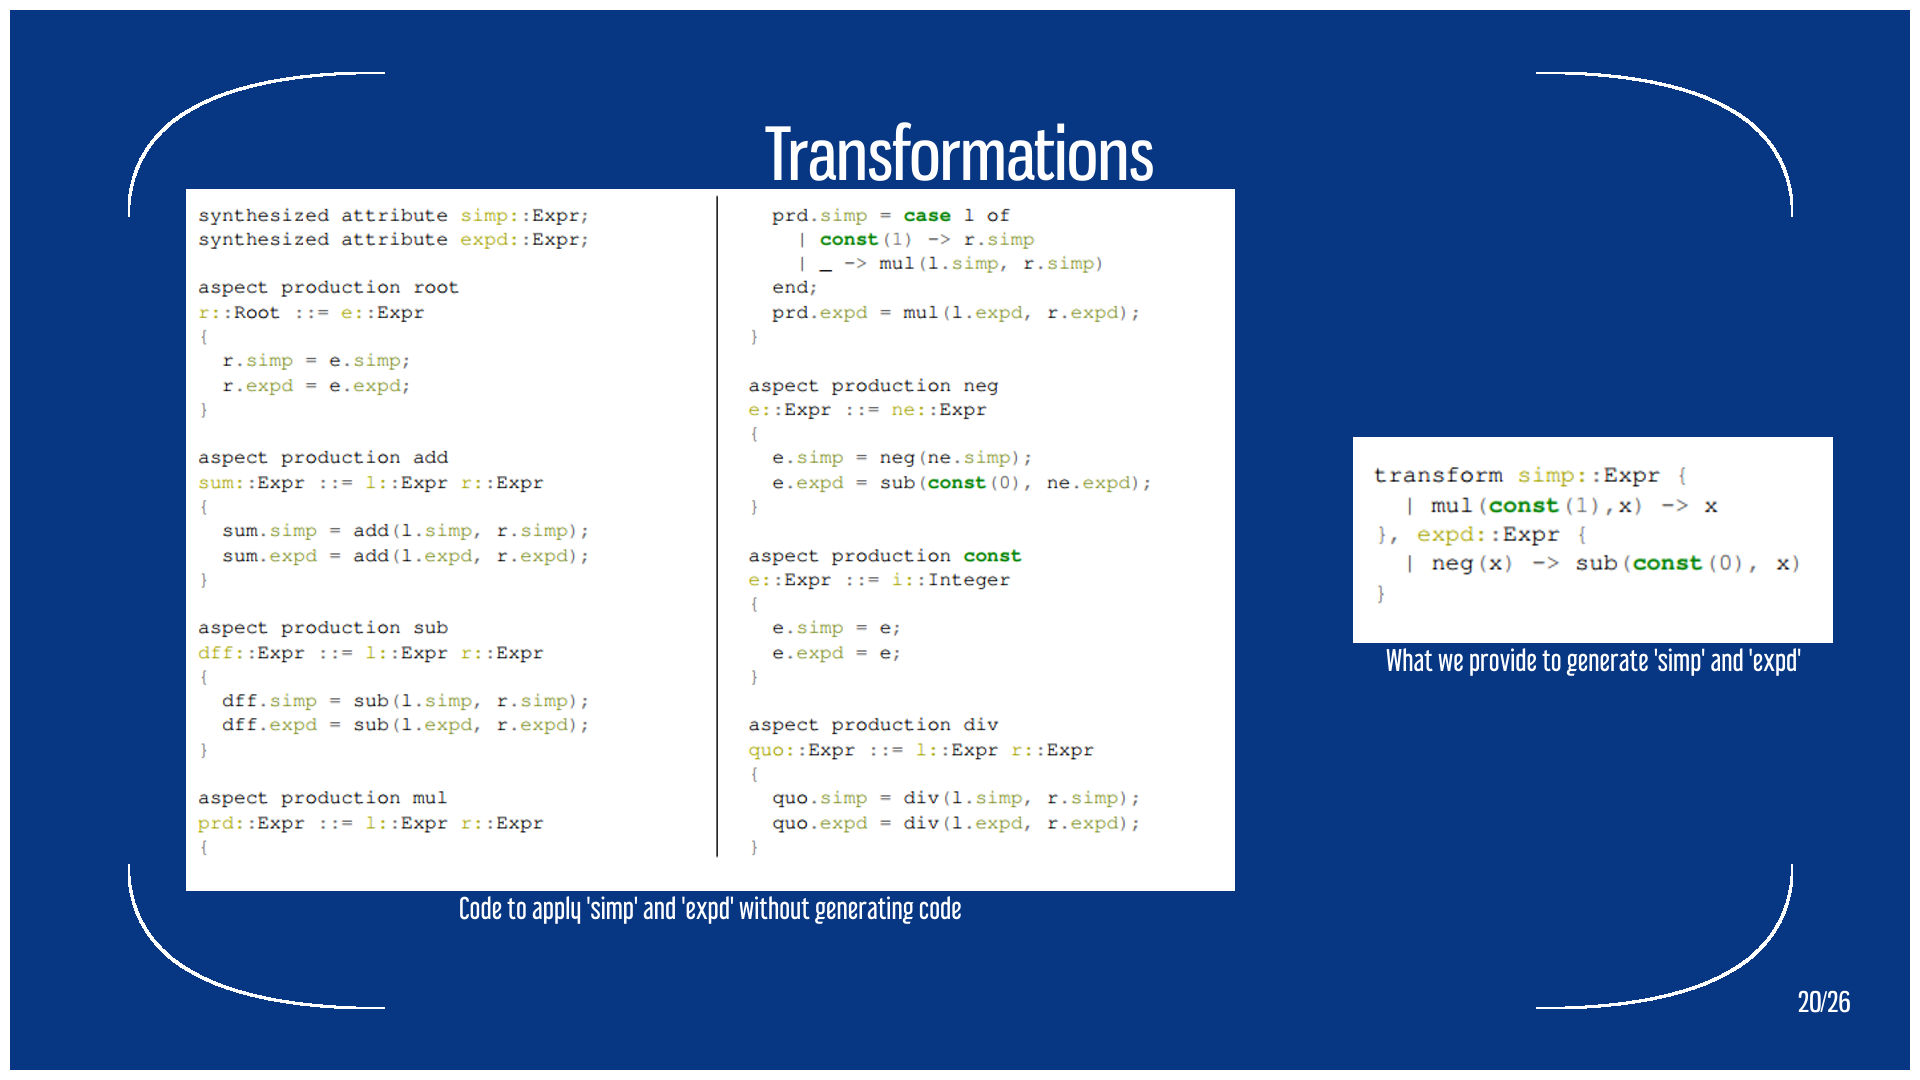 Transformations
synthesized attribute simp::Expr;
synthesized attribute expd::Expr;
aspect production root
r::Root ::= e::Expr
{
  r.simp = e.simp;
  r.expd = e.expd;
}
aspect production add
sum::Expr ::= l::Expr r::Expr
{
  sum.simp = add(l.simp, r.simp);
  sum.expd = add(l.expd, r.expd);
}
aspect production sub
dff::Expr ::= l::Expr r::Expr
{
  dff.simp = sub(l.simp, r.simp);
  dff.expd = sub(l.expd, r.expd);
}
aspect production mul
prd::Expr ::= l::Expr r::Expr
{
  prd.simp = case l of
    | const(1) -> r.simp
    | _ -> mul(l.simp, r.simp)
  end;
  prd.expd = mul(l.expd, r.expd);
}
aspect production neg
e::Expr ::= ne::Expr
{
  e.simp = neg(ne.simp);
  e.expd = sub(const(0), ne.expd);
}
aspect production const
e::Expr ::= i::Integer
{
  e.simp = e;
  e.expd = e;
}
aspect production div
quo::Expr ::= l::Expr r::Expr
{
  quo.simp = div(l.simp, r.simp);
  quo.expd = div(l.expd, r.expd);
}
Code to apply 'simp' and 'expd' without generating code
transform simp::Expr {
  | mul(const(1),x) -> x
}, expd::Expr {
  | neg(x) -> sub(const(0), x)
}
What we provide to generate 'simp' and 'expd'
20/26